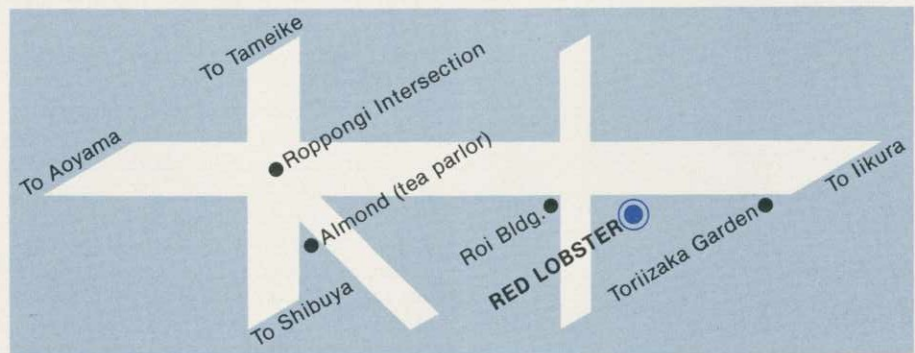 To Tameike
Roppongi Intersection
To Aoyama
Almond (tea parlor)
To Iikura
Roi Bldg.
RED LOBSTER
Toriizaka Garden
To Shibuya